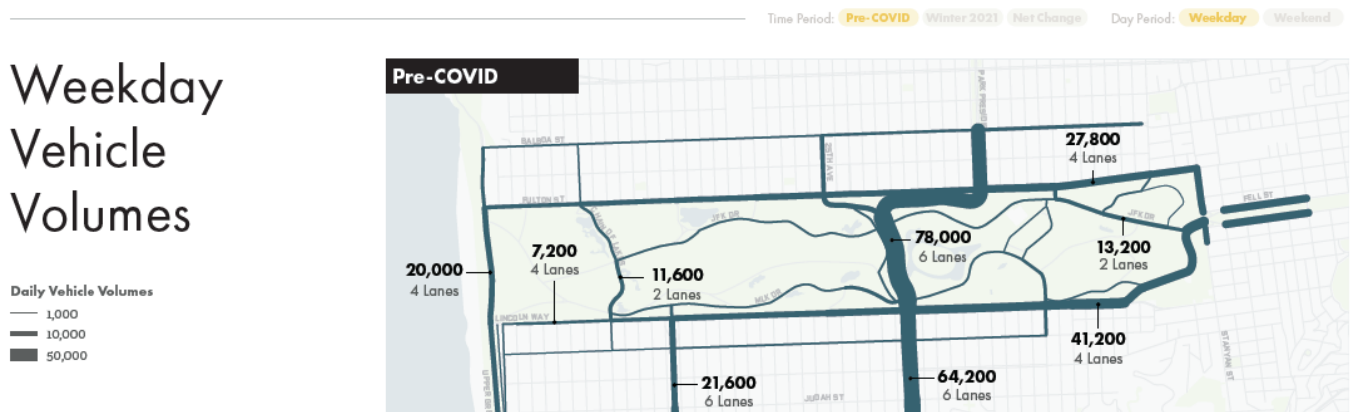 Time Period: Pre-COVID Winter 2021 Net Change Day Period: Weekday Weekend
Weekday
Vehicle
Volumes
Daily Vehicle Volumes
1,000
10,000
50,000
Pre-COVID
BALBOA ST
25TH AVE
27,800
4 Lanes
FULTON ST
JFK DR
JFK DR
FELL ST
7,200
4 Lanes
78,000
6 Lanes
13,200
2 Lanes
20,000
4 Lanes
11,600
2 Lanes
MLK DR
LINCOLN WAY
41,200
4 Lanes
STANYAN ST
21,600
6 Lanes
64,200
6 Lanes
JUDAH ST